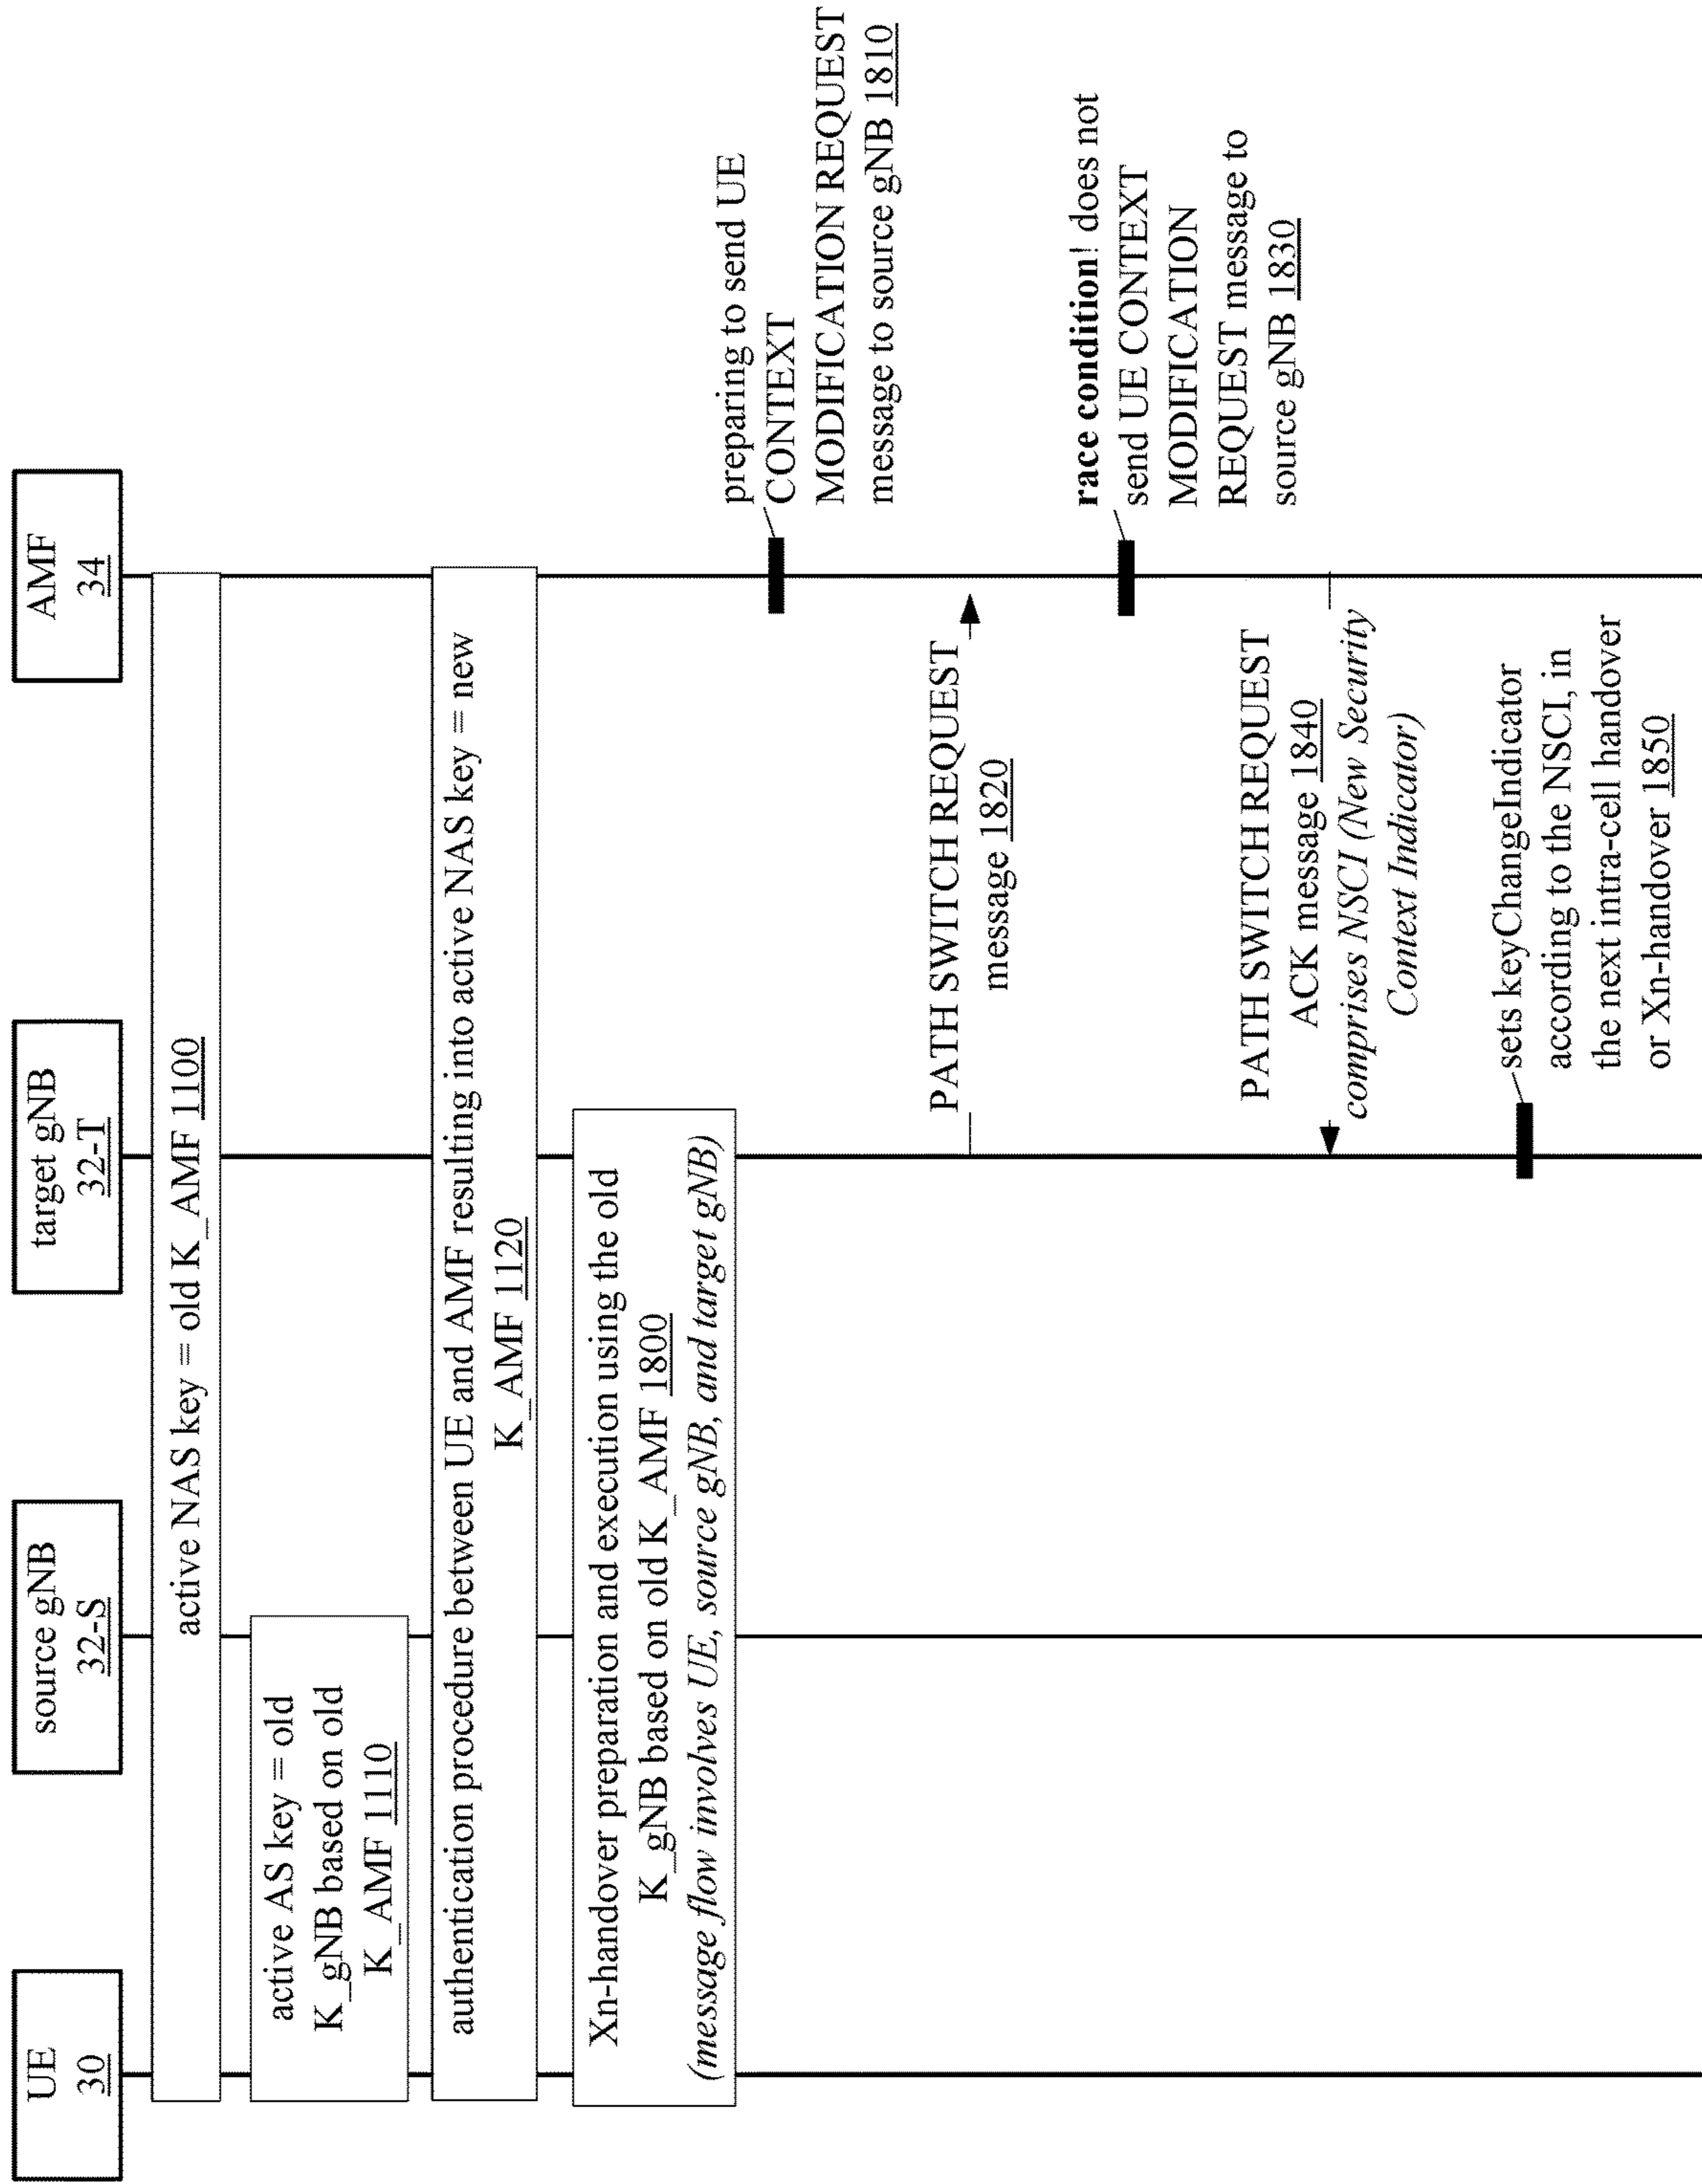 UE
30
source gNB
32-S
target gNB
32-T
AMF
34
active NAS key = old K_AMF 1100
active AS key = old
K_gNB based on old
K_AMF 1110
authentication procedure between UE and AMF resulting into active NAS key = new
K_AMF 1120
Xn-handover preparation and execution using the old
K_gNB based on old K_AMF 1800
(message flow involves UE, source gNB, and target gNB)
preparing to send UE
CONTEXT
MODIFICATION REQUEST
message to source gNB 1810
PATH SWITCH REQUEST
message 1820
race condition! does not
send UE CONTEXT
MODIFICATION
REQUEST message to
source gNB 1830
PATH SWITCH REQUEST
ACK message 1840
comprises NSCI (New Security
Context Indicator)
sets keyChangeIndicator
according to the NSCI, in
the next intra-cell handover
or Xn-handover 1850